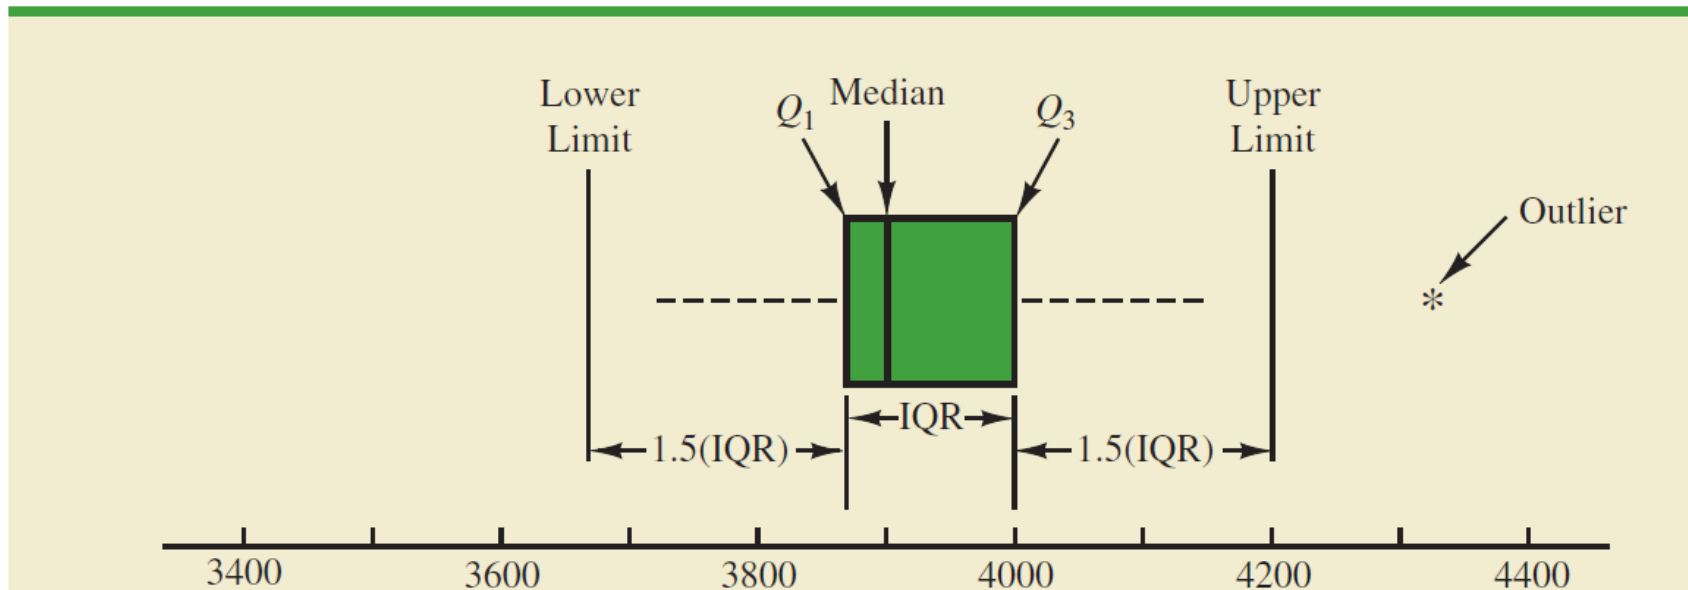 Lower
Limit
Q1
Median
Q3
Upper
Limit
Outlier
*
IQR
1.5(IQR)
1.5(IQR)
3400
3600
3800
4000
4200
4400